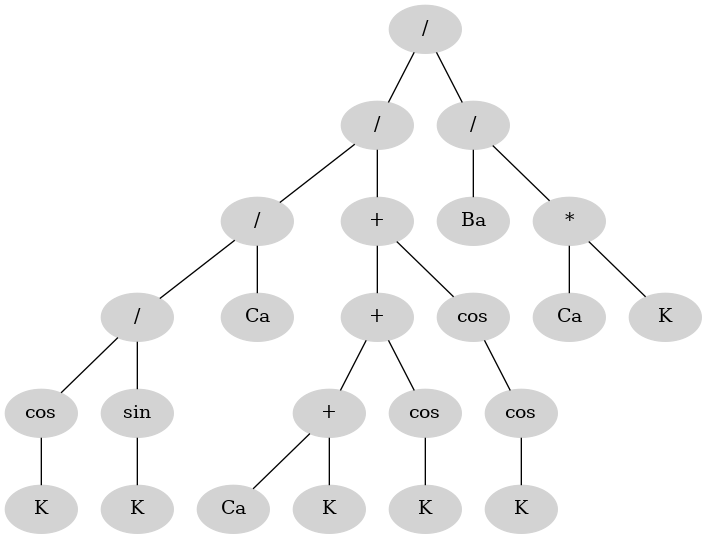 /
/ /
/ + Ba *
/ Ca + cos Ca K
cos sin + cos cos
K K Ca K K K